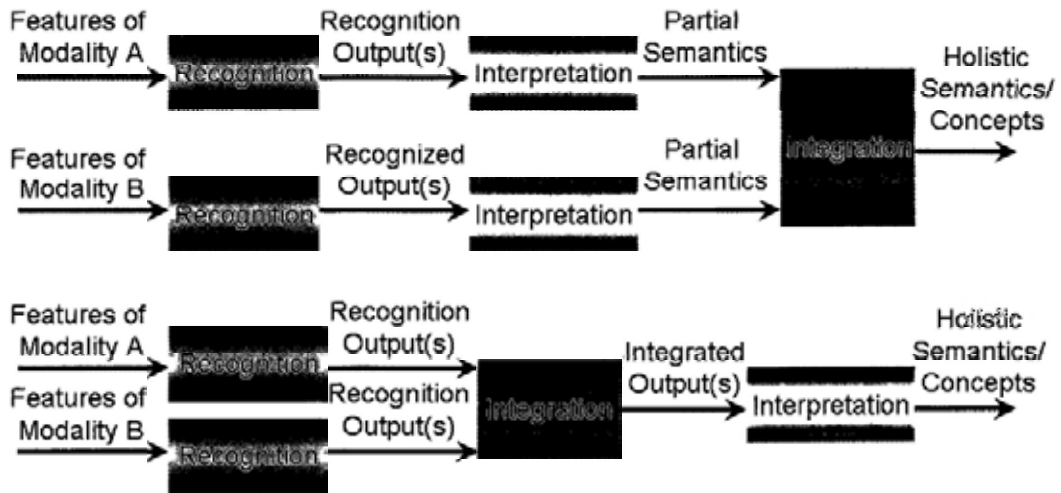 Features of
Modality A
Recognition
Recognition
Output(s)
Interpretation
Partial
Semantics
Integration
Holistic
Semantics/
Concepts
Features of
Modality B
Recognition
Recognized
Output(s)
Interpretation
Partial
Semantics
Features of
Modality A
Recognition
Recognition
Output(s)
Features of
Modality B
Recognition
Recognition
Output(s)
Integration
Integrated
Output(s)
Interpretation
Holistic
Semantics/
Concepts